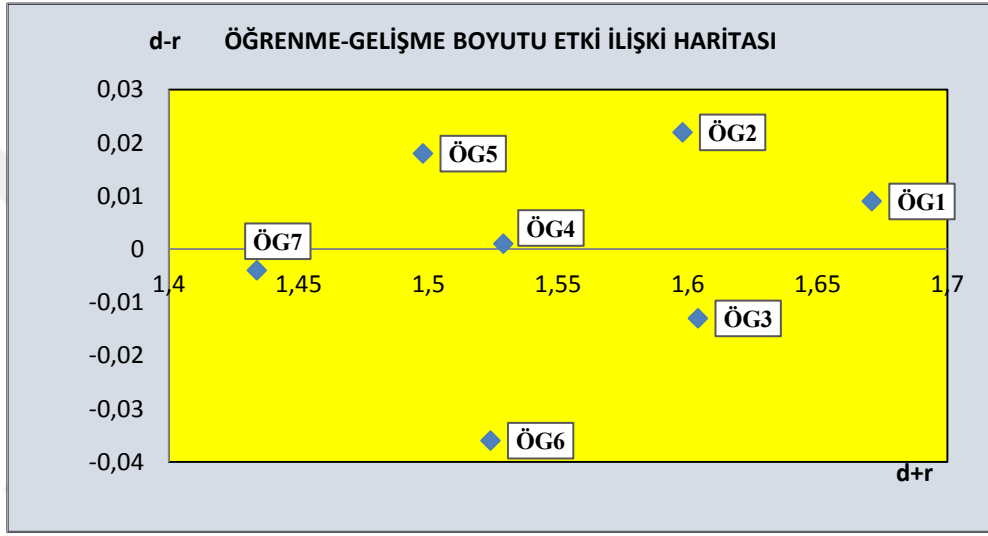 d-r ÖĞRENME-GELİŞME BOYUTU ETKİ İLİŞKİ HARİTASI
0,03
0,02
ÖG2
ÖG5
0,01
ÖG1
ÖG4
ÖG7
0
1,4 1,45 1,5 1,55 1,6 1,65 1,7
-0,01
ÖG3
-0,02
-0,03
ÖG6
-0,04
d+r